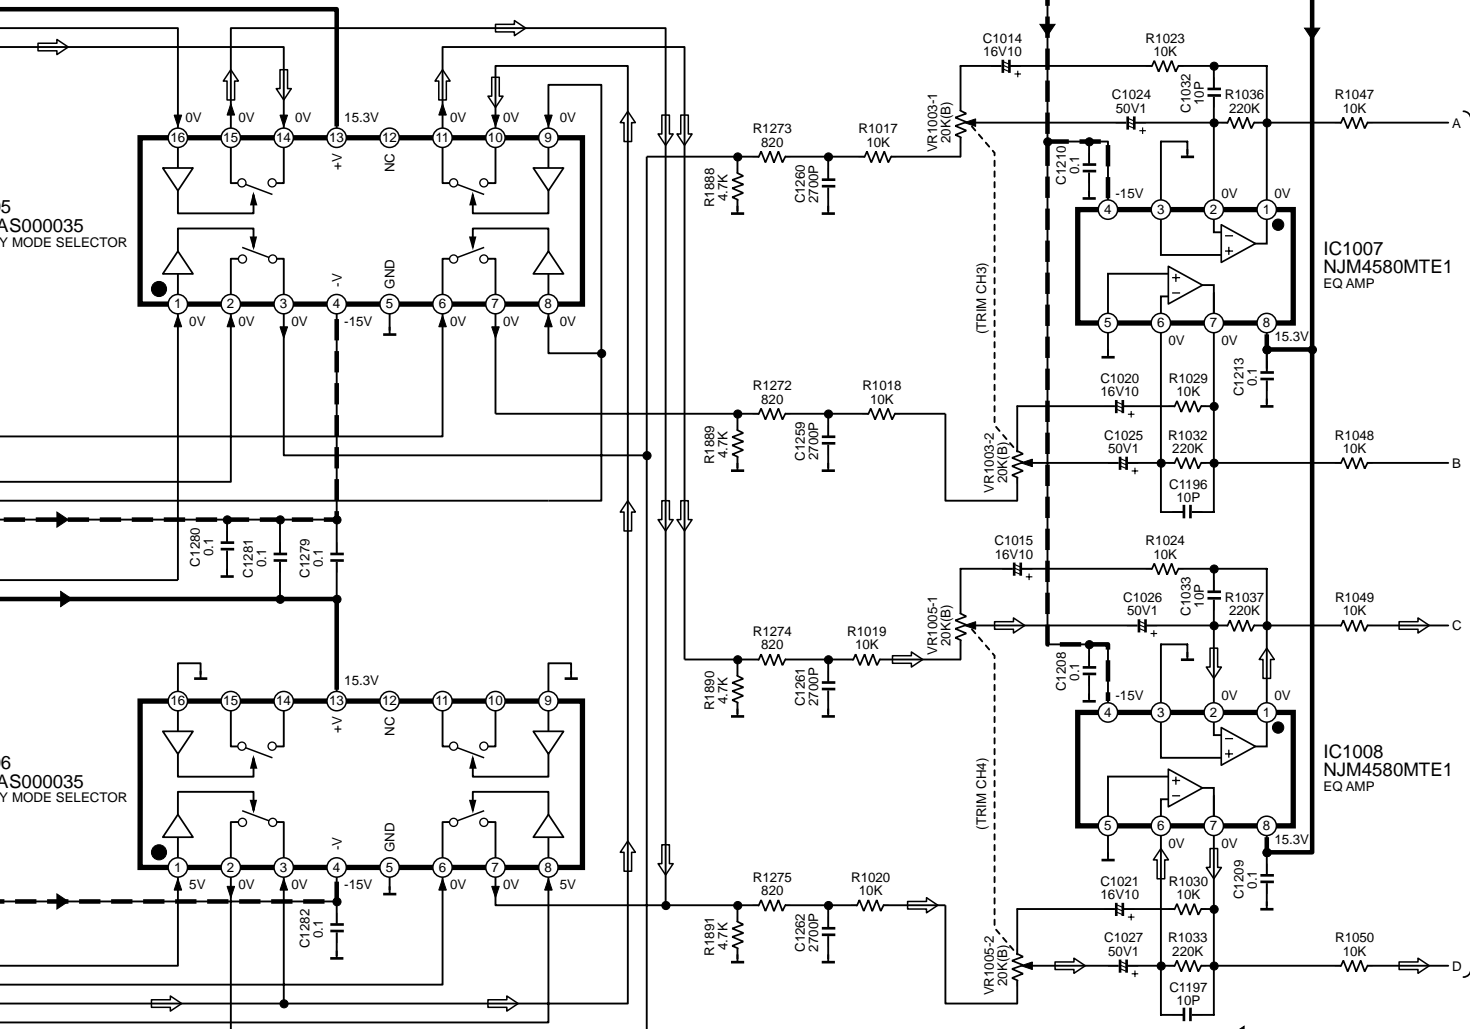 C1014
16V10
+
R1023
10K
C1032
10P
C1024
50V1
+
R1036
220K
R1047
10K
A
0V
0V
0V
15.3V
0V
0V
0V
16
15
14
13
12
11
10
9
+V
NC
R1273
820
R1017
10K
VR1003-1
20K(B)
R1888
4.7K
C1260
2700P
C1210
0.1
-15V
0V
0V
4
3
2
1
05
AS000035
Y MODE SELECTOR
IC1007
NJM4580MTE1
EQ AMP
-V
GND
1
2
3
4
5
6
7
8
0V
0V
0V
-15V
0V
0V
0V
(TRIM CH3)
5
6
7
8
0V
0V
15.3V
C1213
0.1
R1272
820
R1018
10K
C1020
16V10
+
R1029
10K
R1889
4.7K
C1259
2700P
VR1003-2
20K(B)
C1025
50V1
+
R1032
220K
R1048
10K
B
C1196
10P
C1280
0.1
C1281
0.1
C1279
0.1
C1015
16V10
+
R1024
10K
C1033
10P
C1026
50V1
+
R1037
220K
R1049
10K
C
R1274
820
R1019
10K
VR1005-1
20K(B)
R1890
4.7K
C1261
2700P
C1208
0.1
-15V
0V
0V
4
3
2
1
15.3V
16
15
14
13
12
11
10
9
+V
NC
06
AS000035
Y MODE SELECTOR
IC1008
NJM4580MTE1
EQ AMP
(TRIM CH4)
-V
GND
1
2
3
4
5
6
7
8
5V
0V
0V
-15V
0V
0V
5V
5
6
7
8
0V
0V
15.3V
C1209
0.1
C1282
0.1
R1275
820
R1020
10K
C1021
16V10
+
R1030
10K
R1891
4.7K
C1262
2700P
VR1005-2
20K(B)
C1027
50V1
+
R1033
220K
R1050
10K
D
C1197
10P